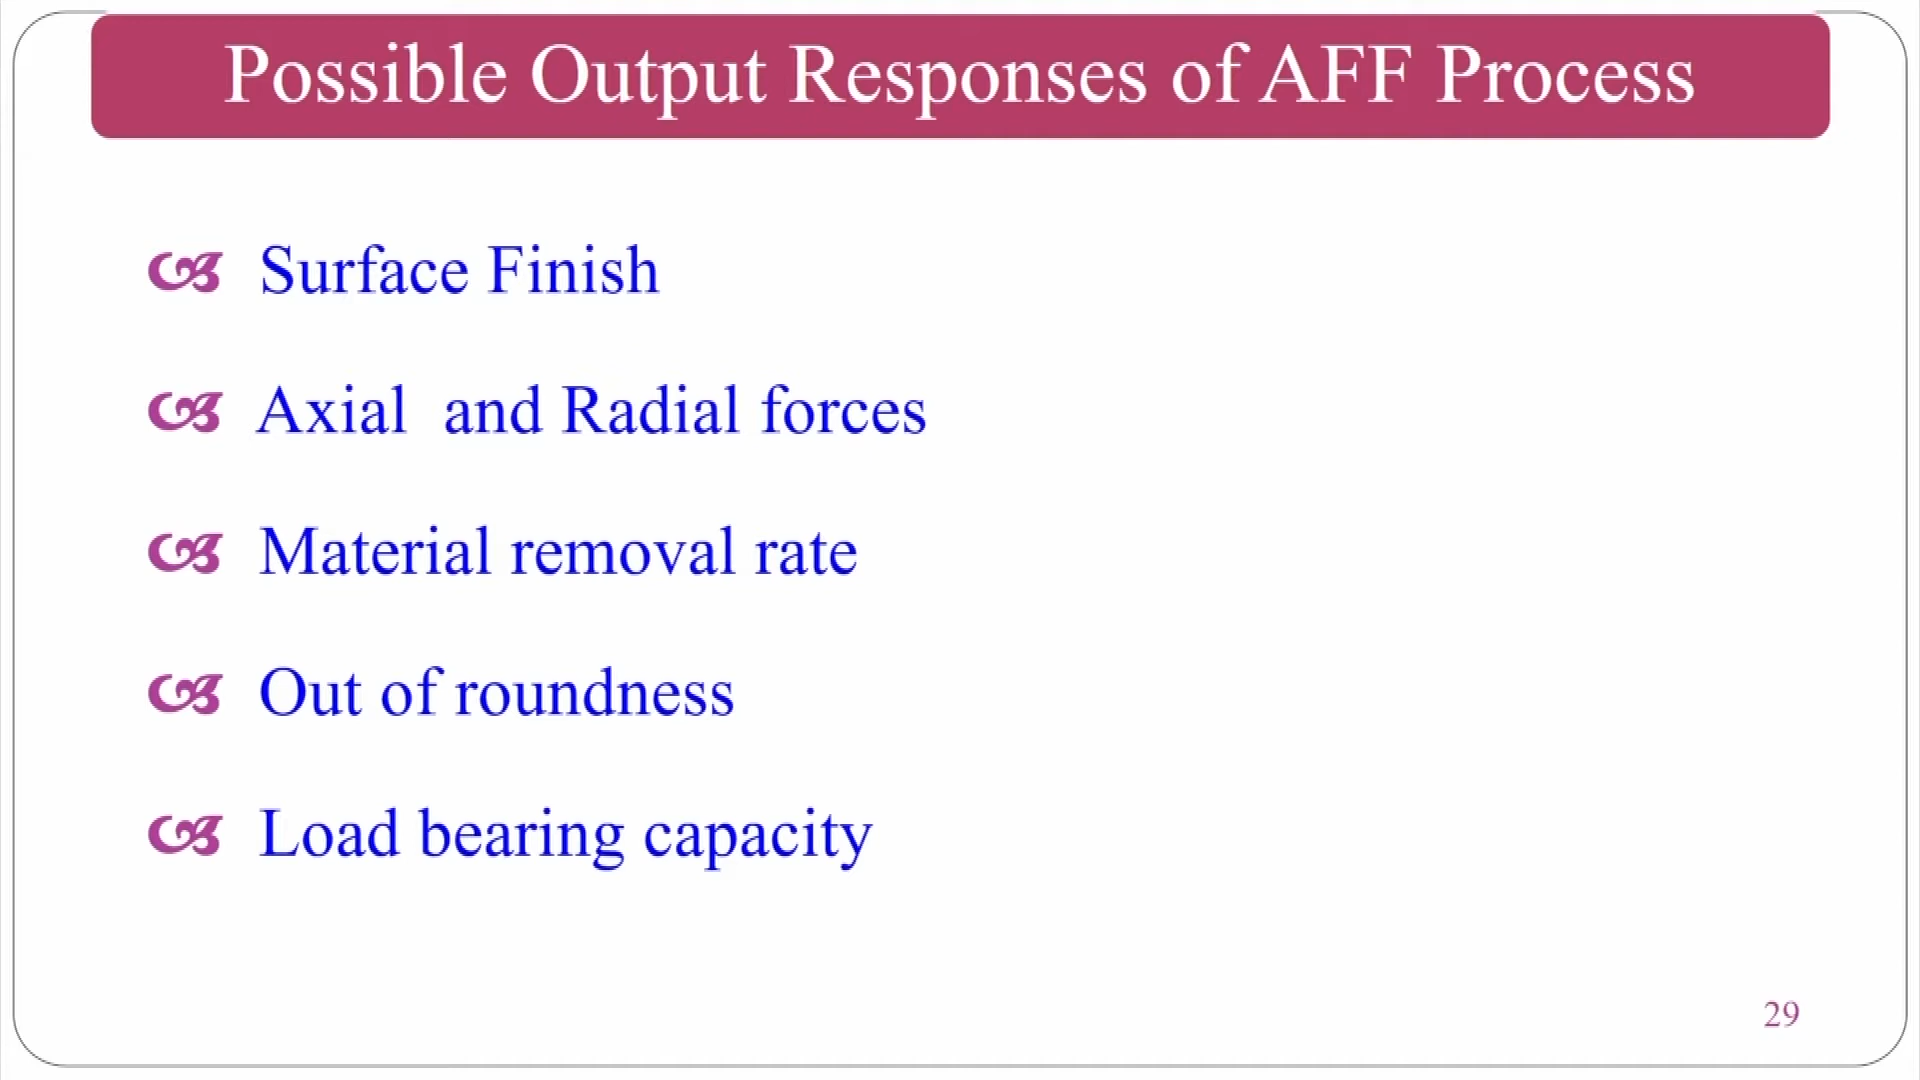 Possible Output Responses of AFF Process
Surface Finish
Axial and Radial forces
Material removal rate
Out of roundness
Load bearing capacity
29